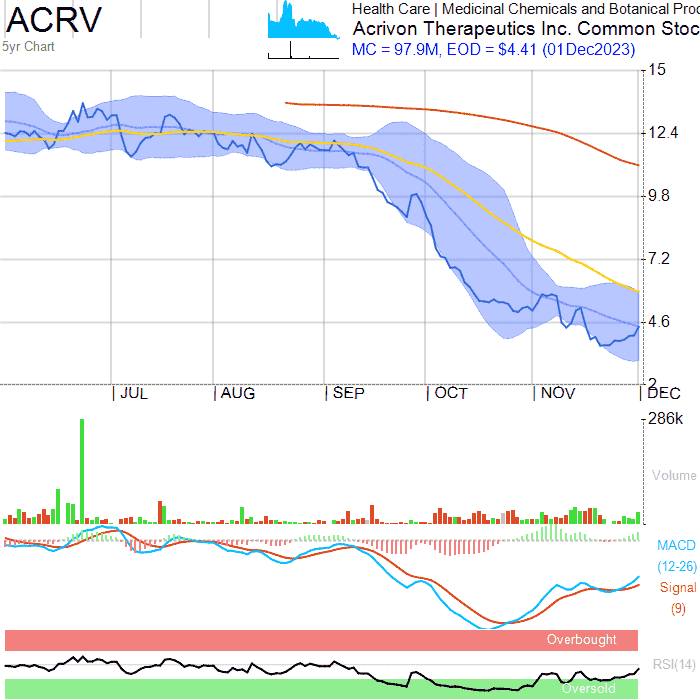 ACRV
5yr Chart
Health Care | Medicinal Chemicals and Botanical Prod
Acrivon Therapeutics Inc. Common Stoc
MC = 97.9M, EOD = $4.41 (01Dec2023)
15
12.4
9.8
7.2
4.6
2
JUL AUG SEP OCT NOV DEC
286k
Volume
MACD
(12-26)
Signal
(9)
Overbought
RSI(14)
Oversold